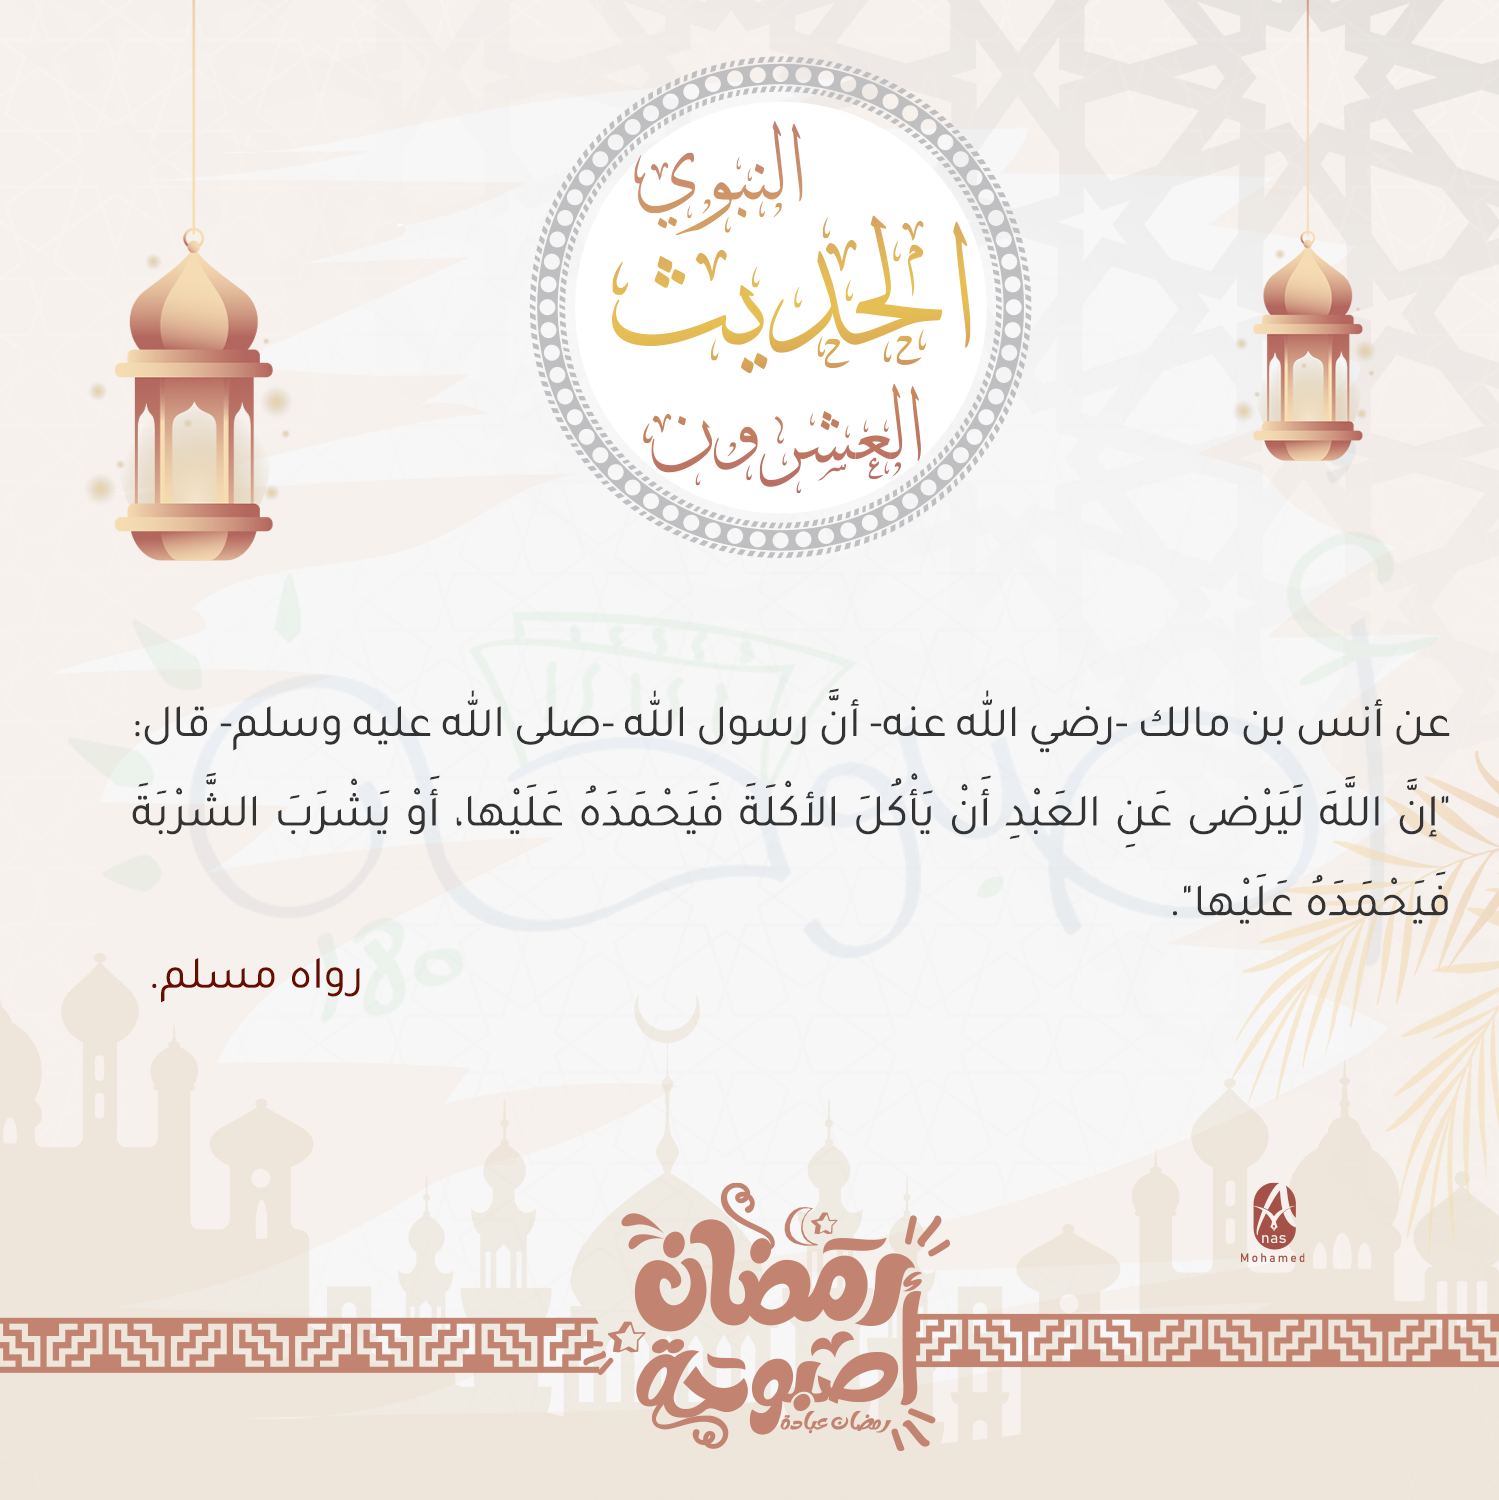 النبوي
الحديث
العشرون
عن أنس بن مالك -رضي الله عنه- أنَّ رسول الله -صلى الله عليه وسلم- قال:
"إنَّ اللَّهَ لَيَرْضى عَنِ العَبْدِ أَنْ يَأْكُلَ الأكْلَةَ فَيَحْمَدَهُ عَلَيْها، أَوْ يَشْرَبَ الشَّرْبَةَ
فَيَحْمَدَهُ عَلَيْها".
رواه مسلم.
١٤٥
nas
Mohamed
رمضان
أصبوحة
رمضان عبادة